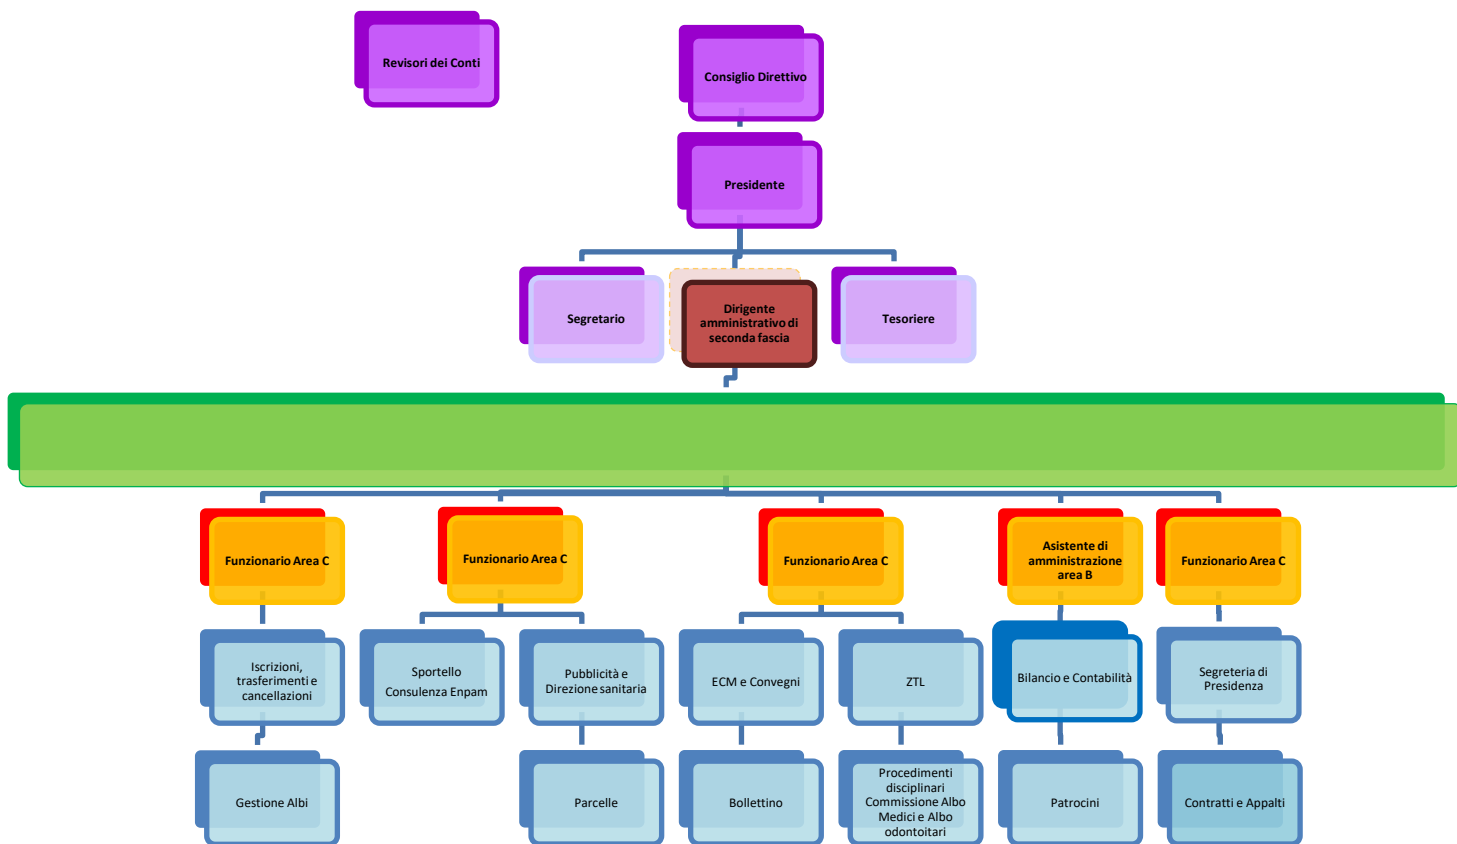 Revisori dei Conti
Consiglio Direttivo
Presidente
Segretario
Dirigente
amministrativo di
seconda fascia
Tesoriere
Funzionario Area C
Funzionario Area C
Funzionario Area C
Asistente di
amministrazione
area B
Funzionario Area C
Iscrizioni,
trasferimenti e
cancellazioni
Sportello
Consulenza Enpam
Pubblicità e
Direzione sanitaria
ECM e Convegni
ZTL
Bilancio e Contabilità
Segreteria di
Presidenza
Gestione Albi
Parcelle
Bollettino
Procedimenti
disciplinari
Commissione Albo
Medici e Albo
odontoitari
Patrocini
Contratti e Appalti